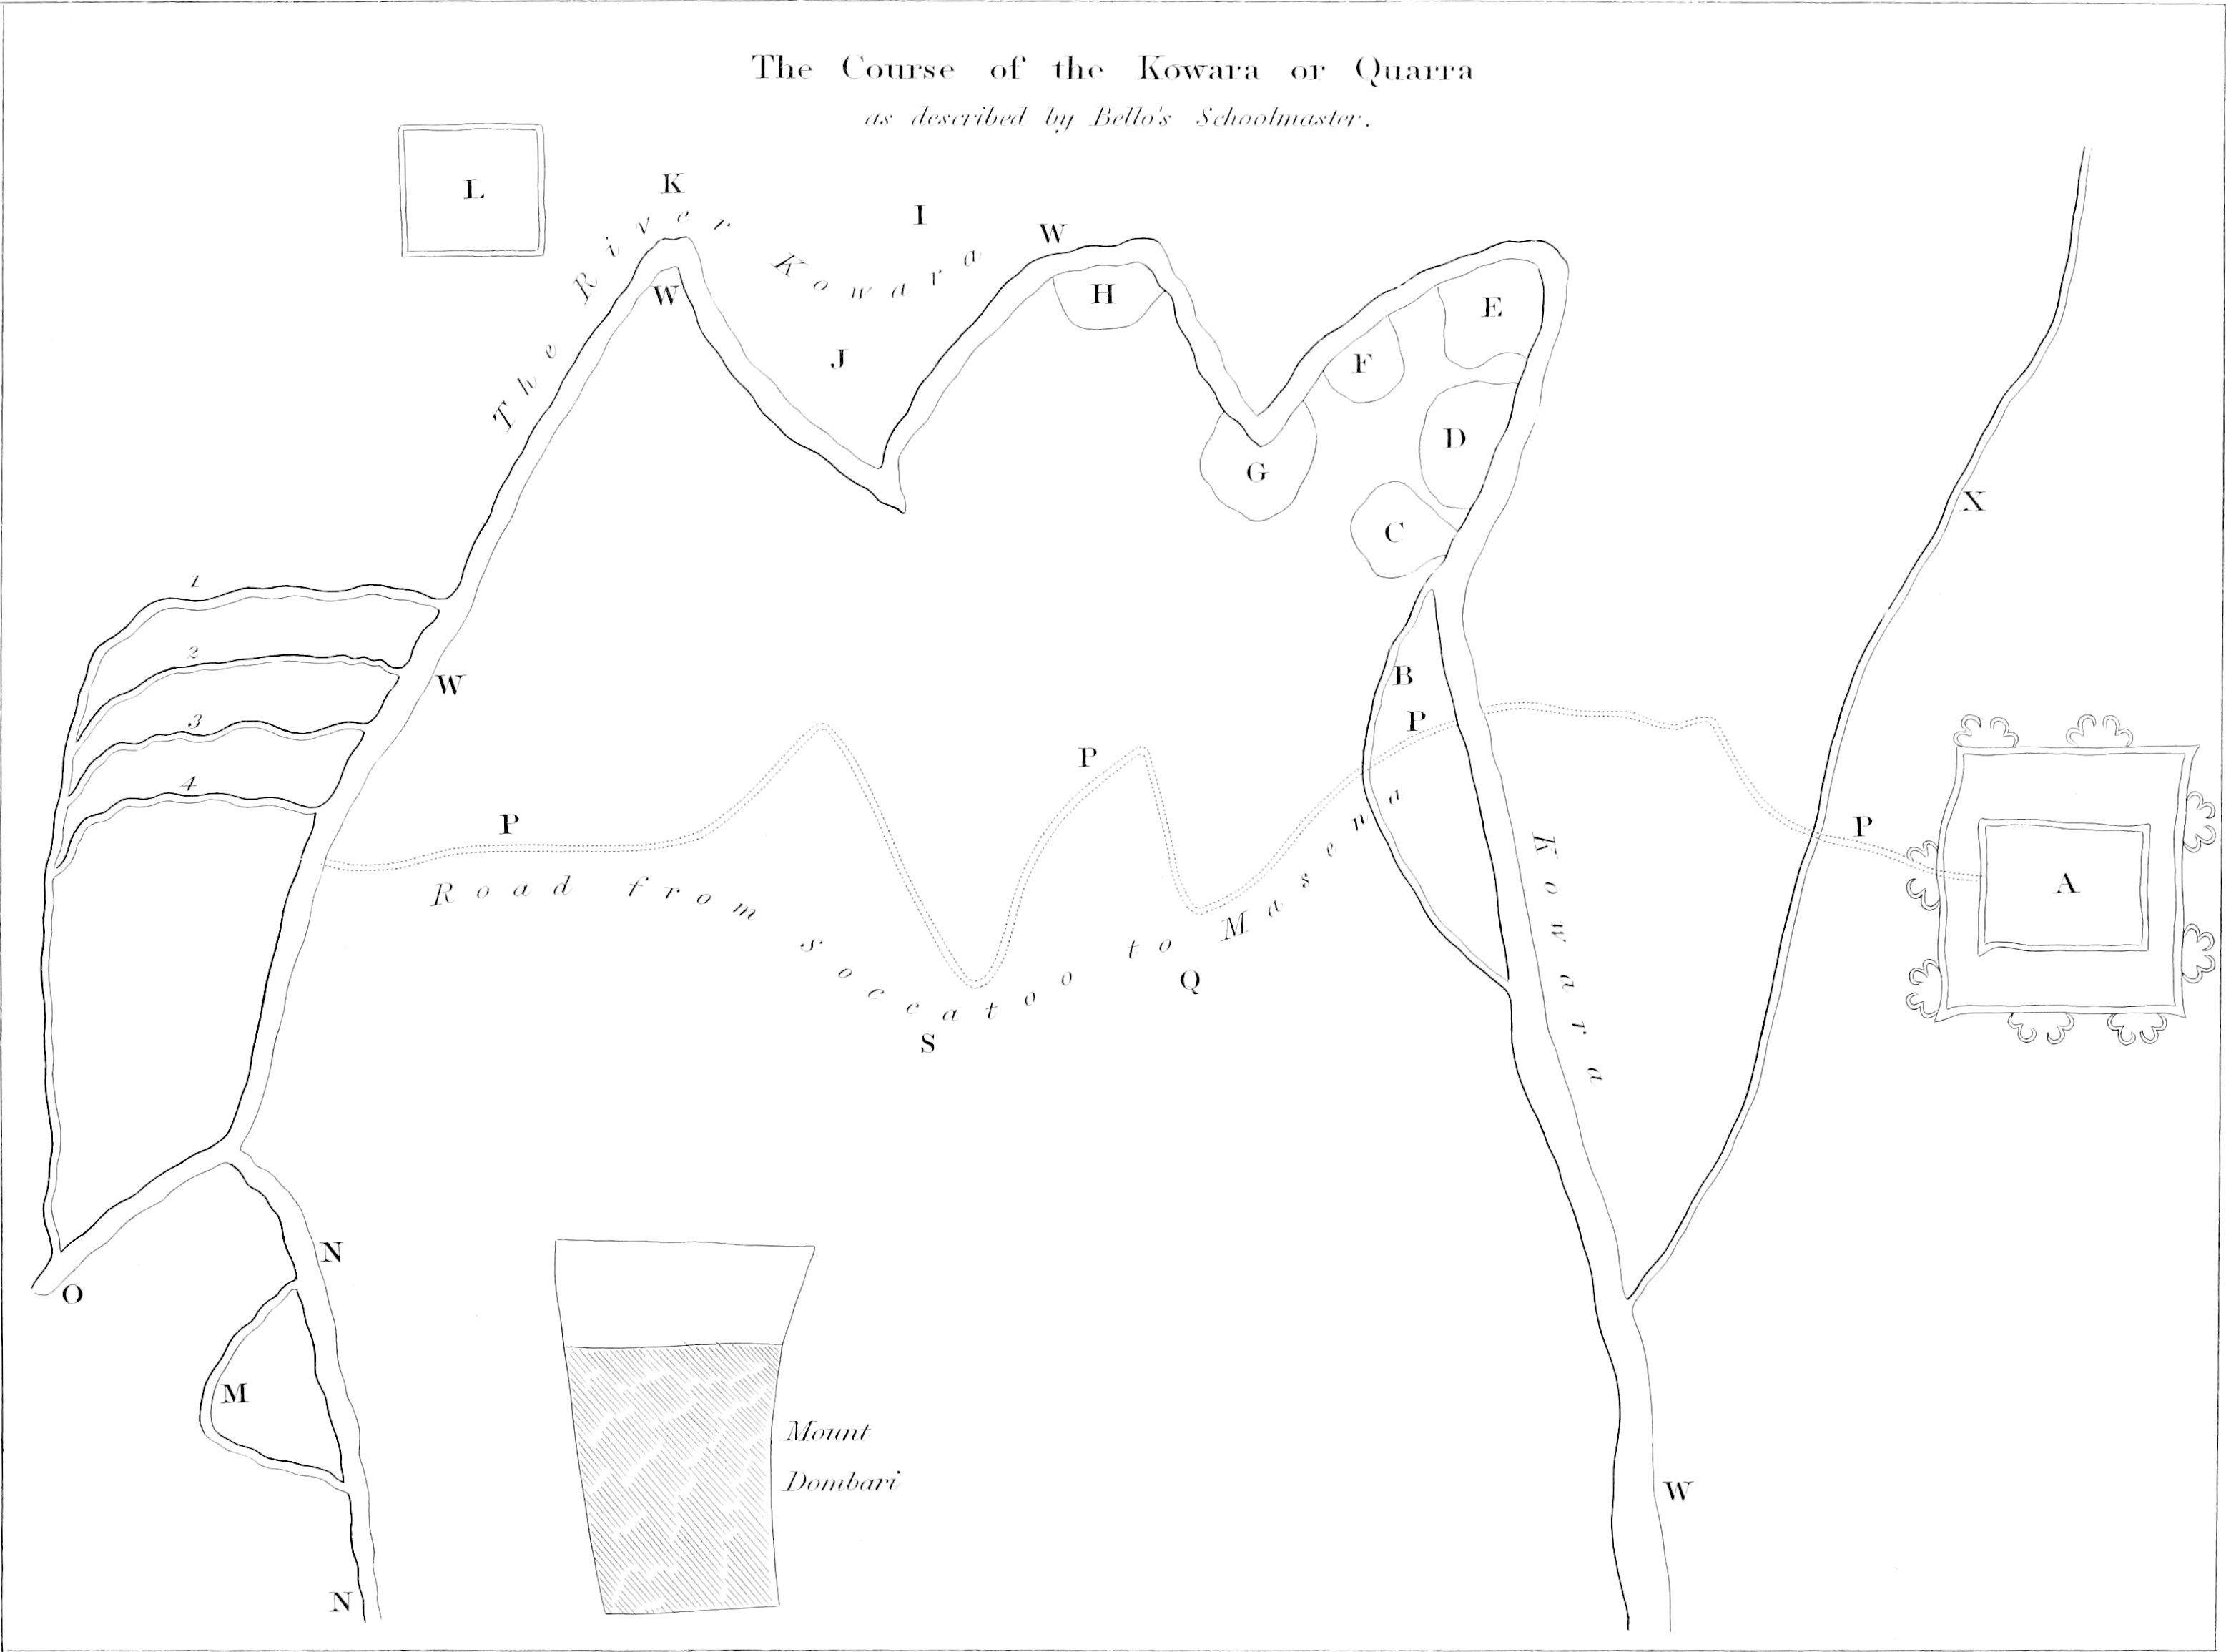 The Course of the Kowara or Quarra
as described by Bello's Schoolmaster.
L
K
I
W
The River Kowara
W
H
E
J
F
D
G
C
X
1
2
W
B
3
P
P
4
P
P
Road from Soccatoo to Masena
Kowara
A
Q
S
N
O
M
Mount
Dombari
W
N